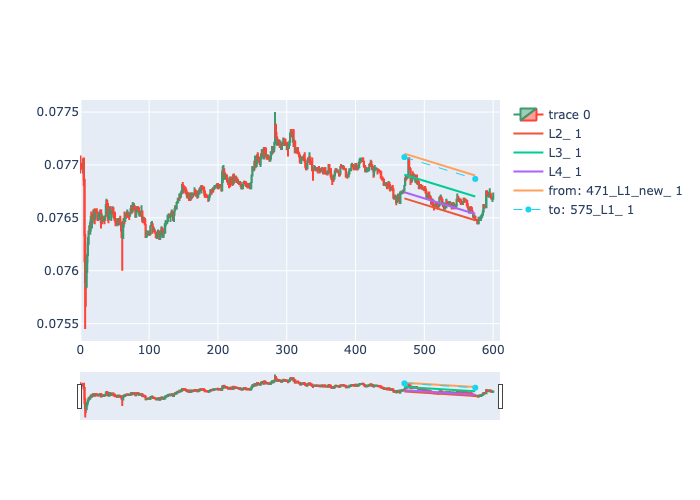 0.0775
0.077
0.0765
0.076
0.0755
0 100 200 300 400 500 600
trace 0
L2_ 1
L3_ 1
L4_ 1
from: 471_L1_new_ 1
to: 575_L1_ 1